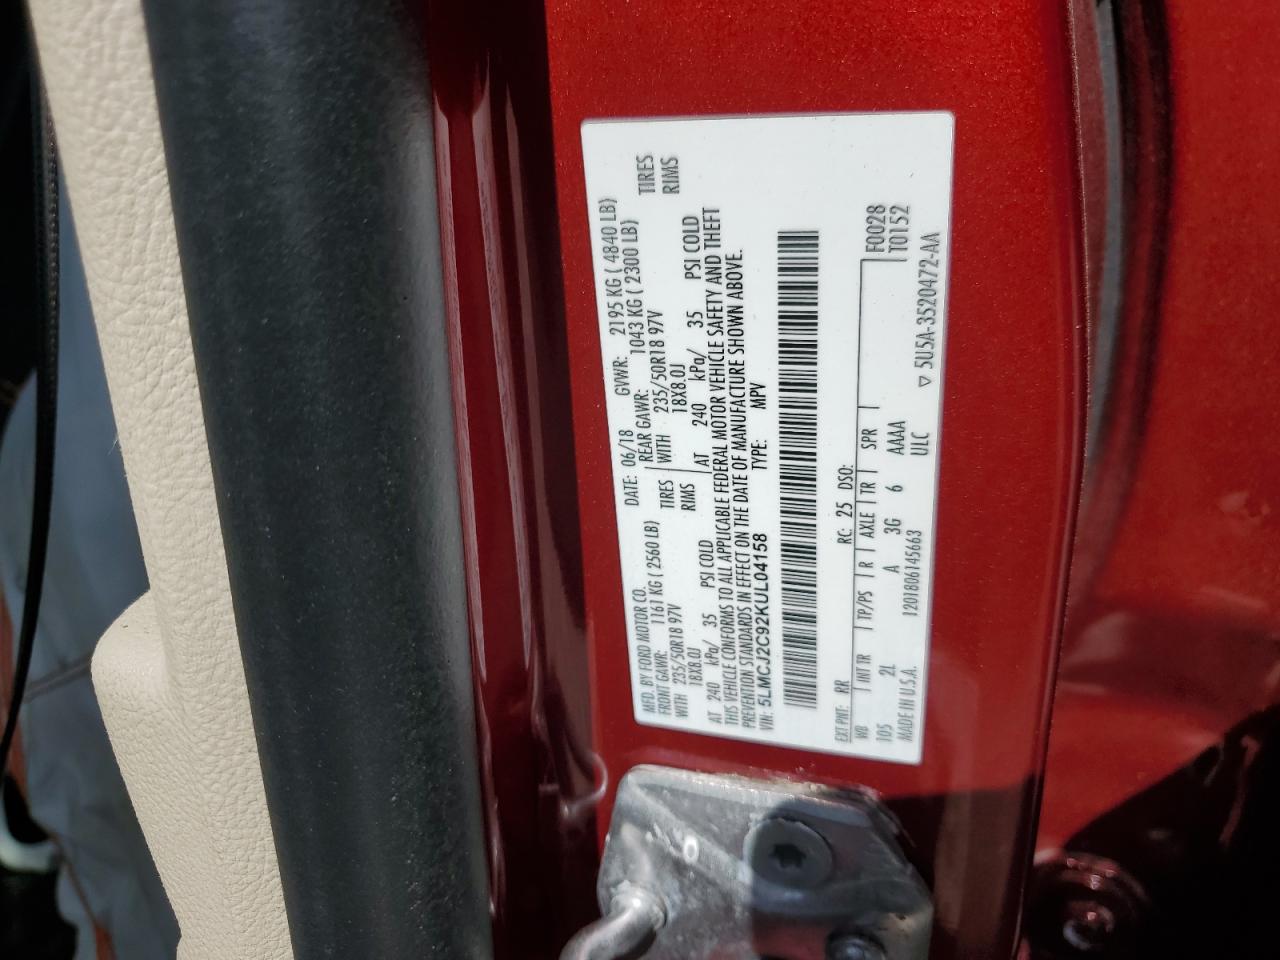 MFD. BY FORD MOTOR CO.
DATE: 06/18 GVWR: 2195 KG ( 4840 LB)
FRONT GAWR: 1161 KG ( 2560 LB) REAR GAWR: 1043 KG ( 2300 LB)
WITH 235/50R18 97V TIRES WITH 235/50R18 97V TIRES
18X8.0J RIMS 18X8.0J RIMS
AT 240 kPa/ 35 PSI COLD AT 240 kPa/ 35 PSI COLD
THIS VEHICLE CONFORMS TO ALL APPLICABLE FEDERAL MOTOR VEHICLE SAFETY AND THEFT
PREVENTION STANDARDS IN EFFECT ON THE DATE OF MANUFACTURE SHOWN ABOVE.
VIN: 5LMCJ2C92KUL04158 TYPE: MPV
EXT PNT: RR RC: 25 DSO:
WB INT TR TP/PS R AXLE TR SPR F0028
105 2L A 3G 6 AAAA T0152
MADE IN U.S.A. 1201806145663 ULC ▽ 5U5A-3520472-AA